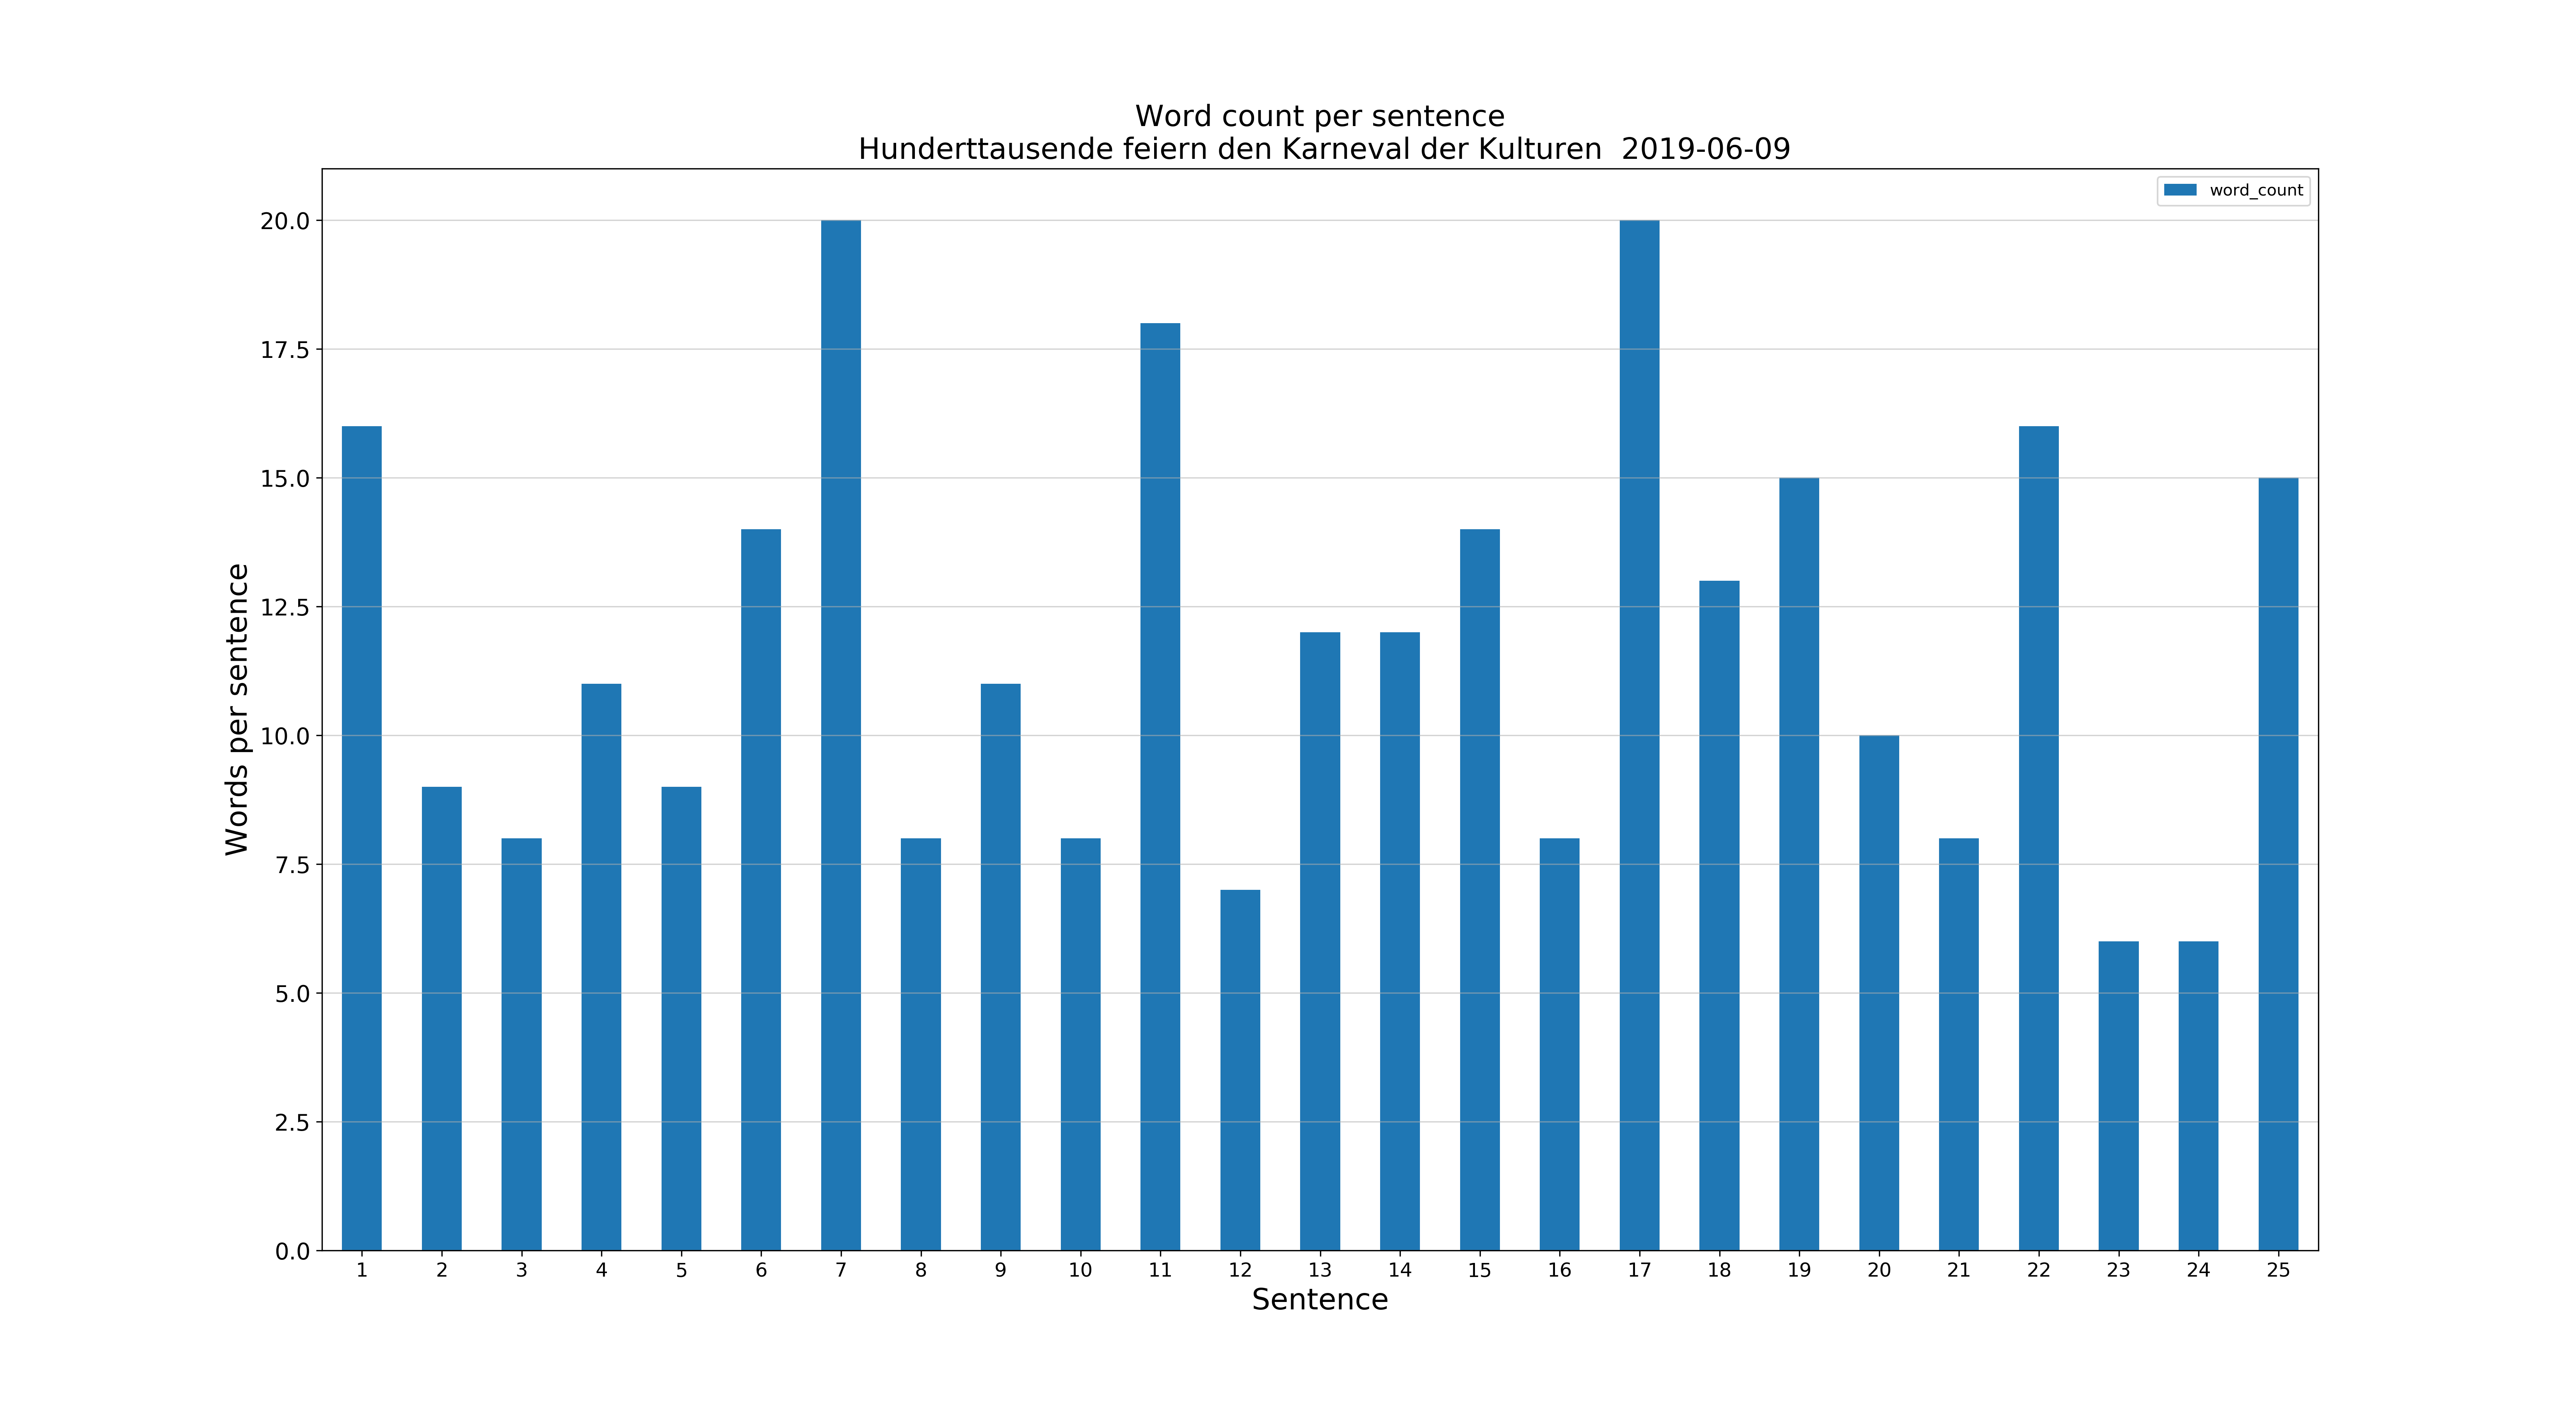 Word count per sentence
Hunderttausende feiern den Karneval der Kulturen  2019-06-09
word_count
20.0
17.5
15.0
12.5
10.0
7.5
5.0
2.5
0.0
Words per sentence
1 2 3 4 5 6 7 8 9 10 11 12 13 14 15 16 17 18 19 20 21 22 23 24 25
Sentence